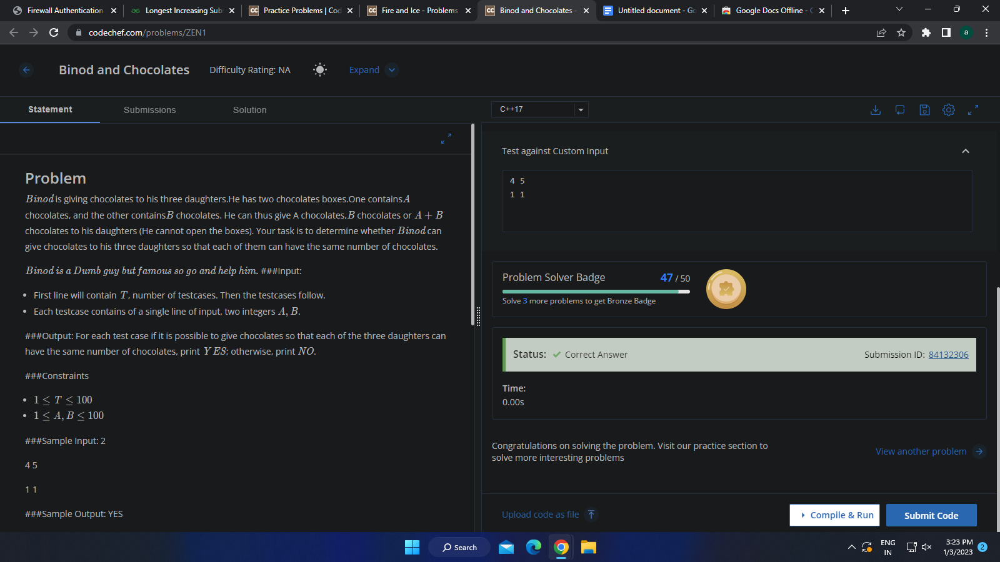 Firewall Authentication
Longest Increasing Sub
Practice Problems | Cod
Fire and Ice - Problems
Binod and Chocolates -
Untitled document - Go
Google Docs Offline - C
codechef.com/problems/ZEN1
a
Binod and Chocolates
Difficulty Rating: NA
Expand
Statement
Submissions
Solution
C++17
Problem
Binod is giving chocolates to his three daughters.He has two chocolates boxes.One contains A
chocolates, and the other contains B chocolates. He can thus give A chocolates, B chocolates or A + B
chocolates to his daughters (He cannot open the boxes). Your task is to determine whether Binod can
give chocolates to his three daughters so that each of them can have the same number of chocolates.
Binod is a Dumb guy but famous so go and help him. ###Input:
• First line will contain T, number of testcases. Then the testcases follow.
• Each testcase contains of a single line of input, two integers A, B.
###Output: For each test case if it is possible to give chocolates so that each of the three daughters can
have the same number of chocolates, print YES; otherwise, print NO.
###Constraints
• 1 ≤ T ≤ 100
• 1 ≤ A, B ≤ 100
###Sample Input: 2
4 5
1 1
###Sample Output: YES
Test against Custom Input
4 5
1 1
Problem Solver Badge
47 / 50
Solve 3 more problems to get Bronze Badge
Status: ✓ Correct Answer
Submission ID: 84132306
Time:
0.00s
Congratulations on solving the problem. Visit our practice section to
solve more interesting problems
View another problem
Upload code as file
Compile & Run
Submit Code
Search
ENG
IN
3:23 PM
1/3/2023
2